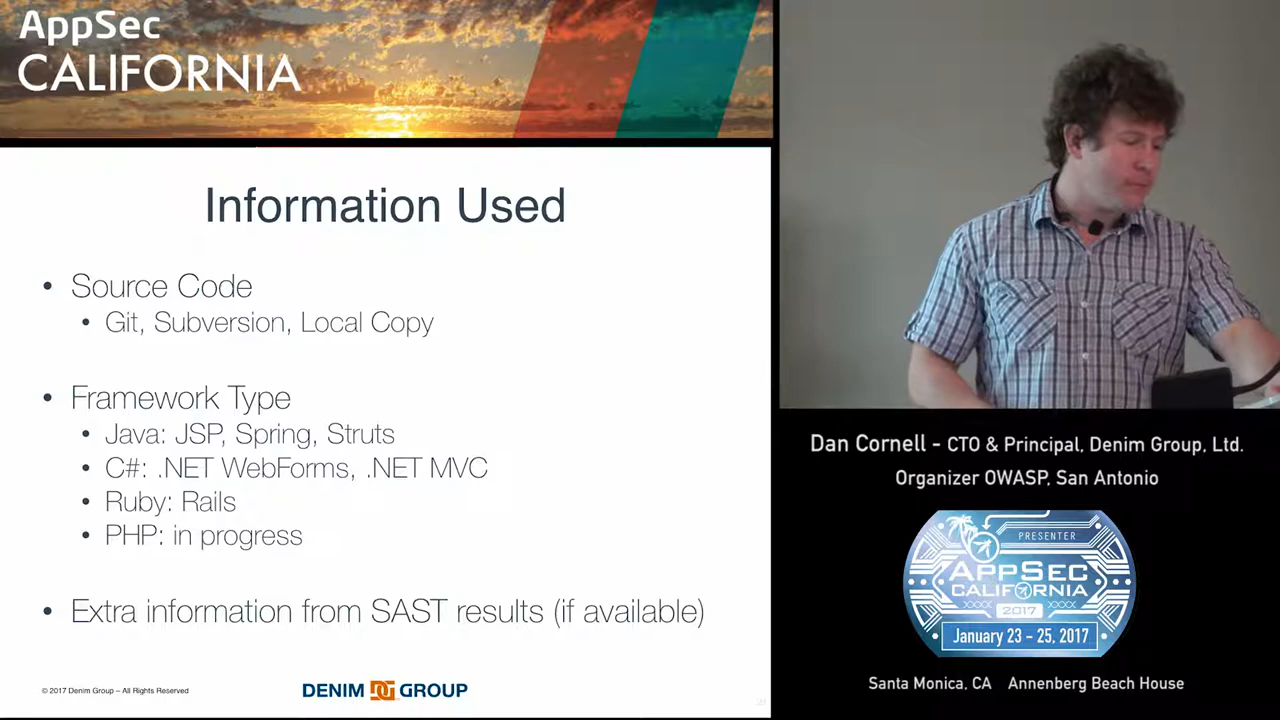 AppSec
CALIFORNIA
Information Used
• Source Code
• Git, Subversion, Local Copy
• Framework Type
• Java: JSP, Spring, Struts
• C#: .NET WebForms, .NET MVC
• Ruby: Rails
• PHP: in progress
• Extra information from SAST results (if available)
© 2017 Denim Group – All Rights Reserved
DENIM DG GROUP
Dan Cornell - CTO & Principal, Denim Group, Ltd.
Organizer OWASP, San Antonio
PRESENTER
APPSEC
CALIFORNIA
2017
January 23 - 25, 2017
Santa Monica, CA Annenberg Beach House